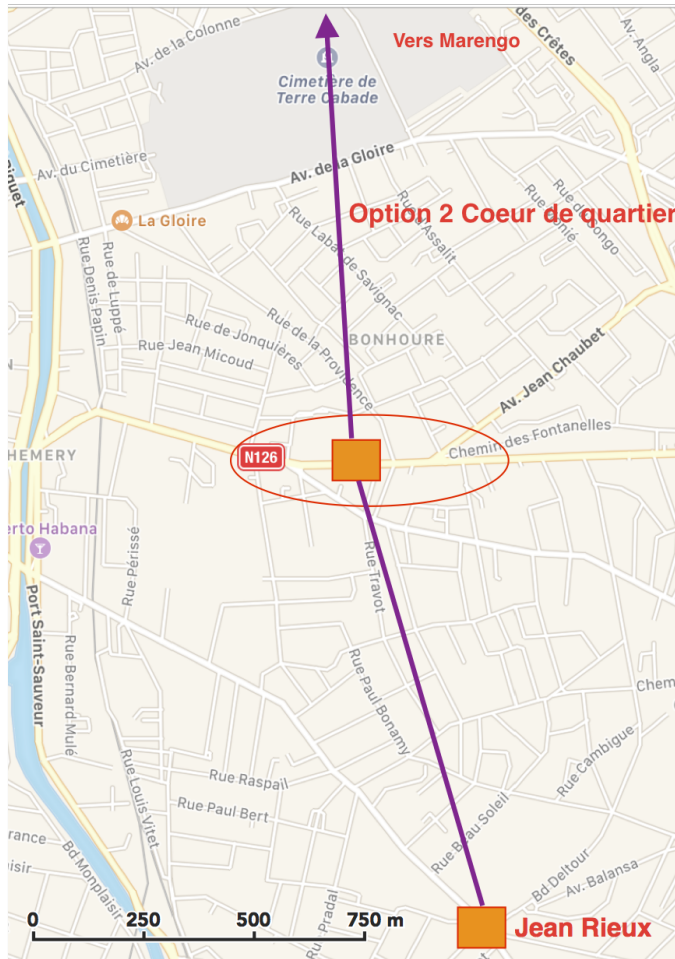 Av. de la Colonne
Vers Marengo
des Crêtes
Av. Angla
Cimetière de
Terre Cabade
Riquet
Av. du Cimetière
Av. de la Gloire
La Gloire
Option 2 Coeur de quartier
Rue Assalit
Rue
Rue Labat de Savignac
Rue Denis Papin
Rue de Luppé
Rue de Jonquières
Rue Jean Micoud
Rue de la Providence
BONHOURE
Av. Jean Chaubet
Chemin des Fontanelles
N126
HEMERY
erto Habana
Rue Périssé
Rue Travot
Port Saint-Sauveur
Rue Bernard Mulé
Rue Paul Bonamy
Chem
Rue Cambigue
Rue Louis Vitet
Rue Raspail
Rue Paul Bert
Rue Beau Soleil
rance
Bd Deltour
Av. Balansa
isir
Bd Monplaisir
Pradal
0 250 500 750 m
Jean Rieux